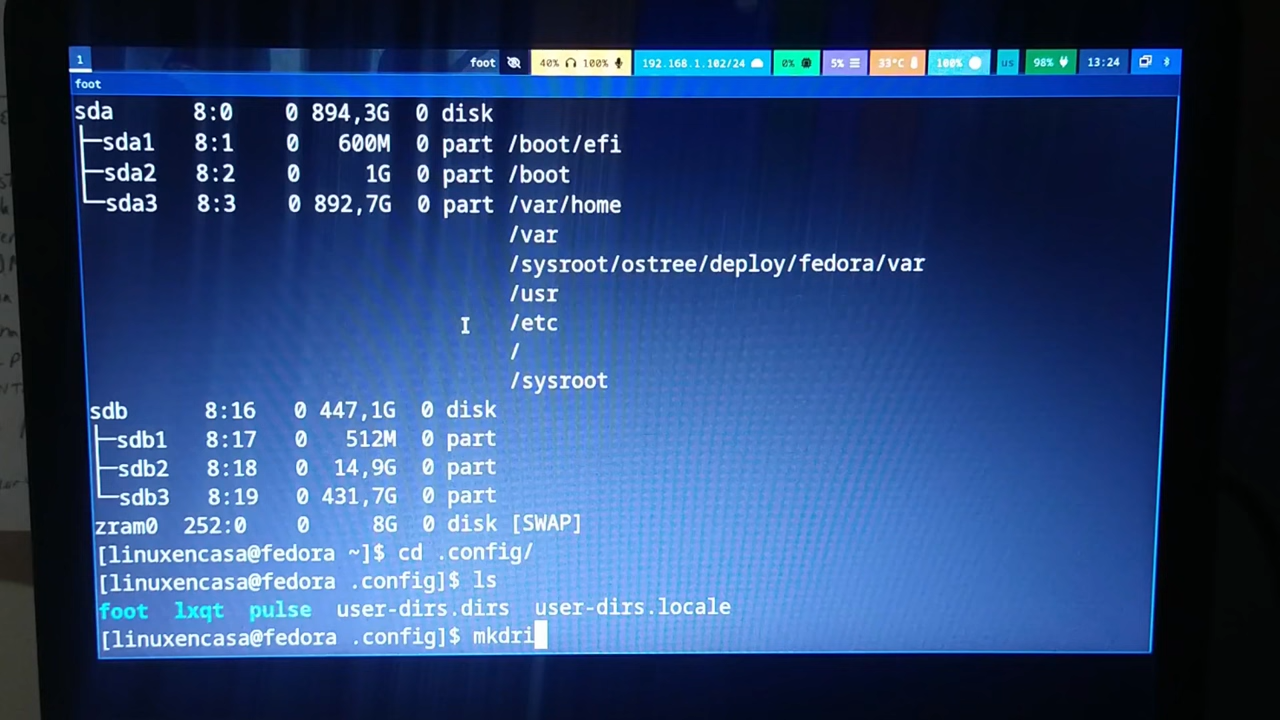 1 foot 40% 100% 192.168.1.102/24 0% 5% 33°C 100% us 98% 13:24
foot
sda 8:0 0 894,3G 0 disk
├─sda1 8:1 0 600M 0 part /boot/efi
├─sda2 8:2 0 1G 0 part /boot
└─sda3 8:3 0 892,7G 0 part /var/home
/var
/sysroot/ostree/deploy/fedora/var
/usr
/etc
/
/sysroot
sdb 8:16 0 447,1G 0 disk
├─sdb1 8:17 0 512M 0 part
├─sdb2 8:18 0 14,9G 0 part
└─sdb3 8:19 0 431,7G 0 part
zram0 252:0 0 8G 0 disk [SWAP]
[linuxencasa@fedora ~]$ cd .config/
[linuxencasa@fedora .config]$ ls
foot lxqt pulse user-dirs.dirs user-dirs.locale
[linuxencasa@fedora .config]$ mkdri